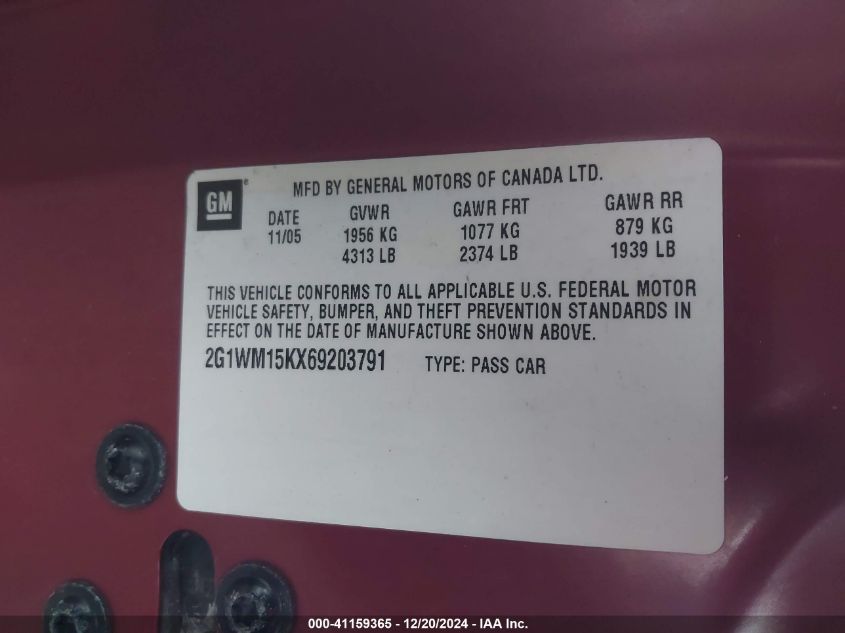 GM ®
MFD BY GENERAL MOTORS OF CANADA LTD.
DATE GVWR GAWR FRT GAWR RR
11/05 1956 KG 1077 KG 879 KG
4313 LB 2374 LB 1939 LB
THIS VEHICLE CONFORMS TO ALL APPLICABLE U.S. FEDERAL MOTOR
VEHICLE SAFETY, BUMPER, AND THEFT PREVENTION STANDARDS IN
EFFECT ON THE DATE OF MANUFACTURE SHOWN ABOVE.
2G1WM15KX69203791 TYPE: PASS CAR
000-41159365 - 12/20/2024 - IAA Inc.